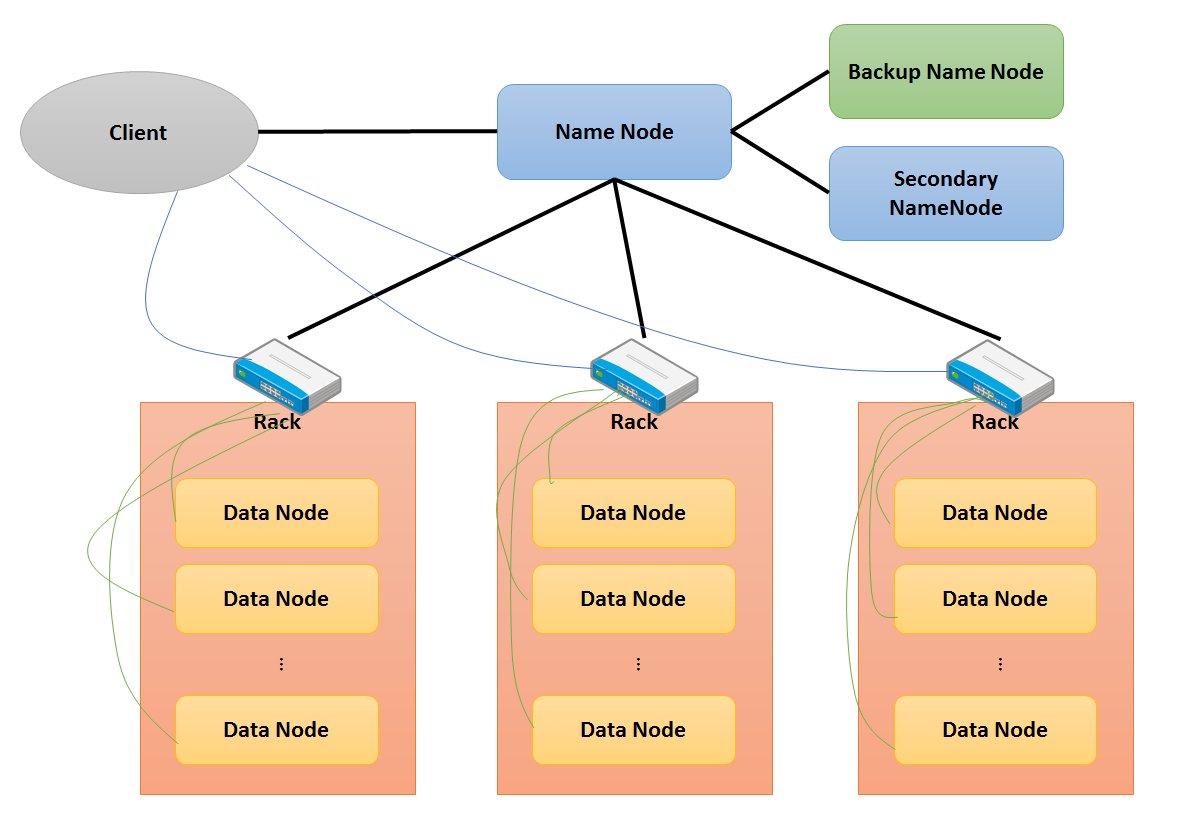 Backup Name Node
Client
Name Node
Secondary
NameNode
Rack
Rack
Rack
Data Node
Data Node
Data Node
Data Node
Data Node
Data Node
⋮
⋮
⋮
Data Node
Data Node
Data Node